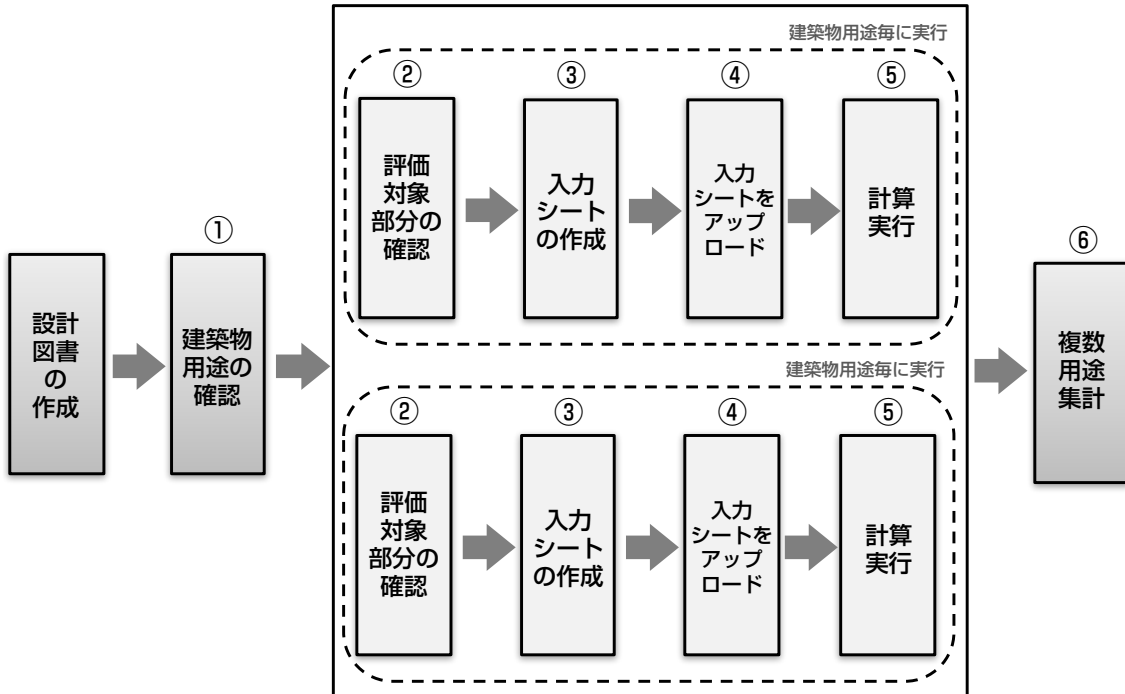 設計
図書
の
作成
①
建築物
用途の
確認
建築物用途毎に実行
②
評価
対象
部分の
確認
③
入力
シート
の作成
④
入力
シートを
アップ
ロード
⑤
計算
実行
建築物用途毎に実行
②
評価
対象
部分の
確認
③
入力
シート
の作成
④
入力
シートを
アップ
ロード
⑤
計算
実行
⑥
複数
用途
集計